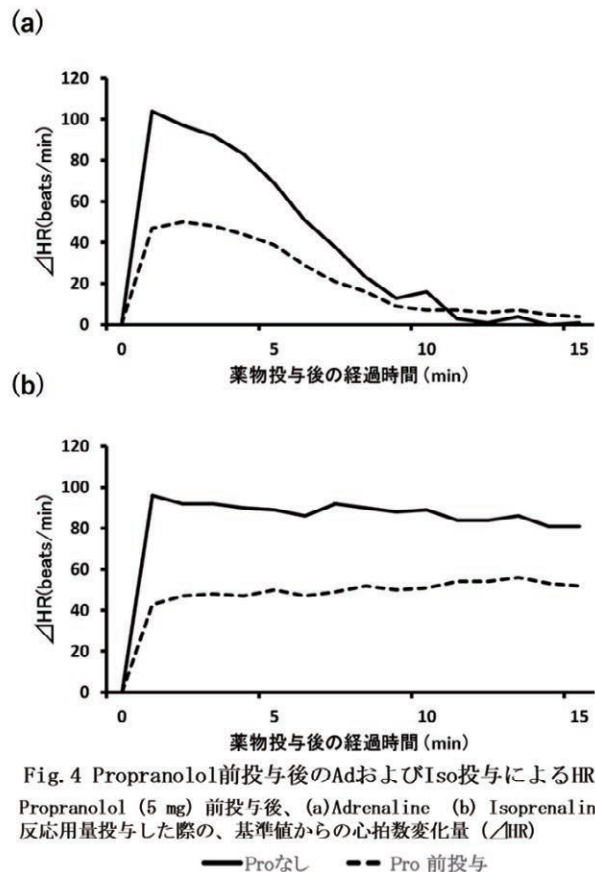 (a)
120
100
80
60
40
20
0
⊿HR(beats/min)
0 5 10 15
薬物投与後の経過時間 (min)
(b)
120
100
80
60
40
20
0
⊿HR(beats/min)
0 5 10 15
薬物投与後の経過時間 (min)
Fig. 4 Propranolol前投与後のAdおよびIso投与によるHR
Propranolol (5 mg) 前投与後、(a)Adrenaline (b) Isoprenalin
反応用量投与した際の、基準値からの心拍数変化量 (⊿HR)
Proなし Pro 前投与